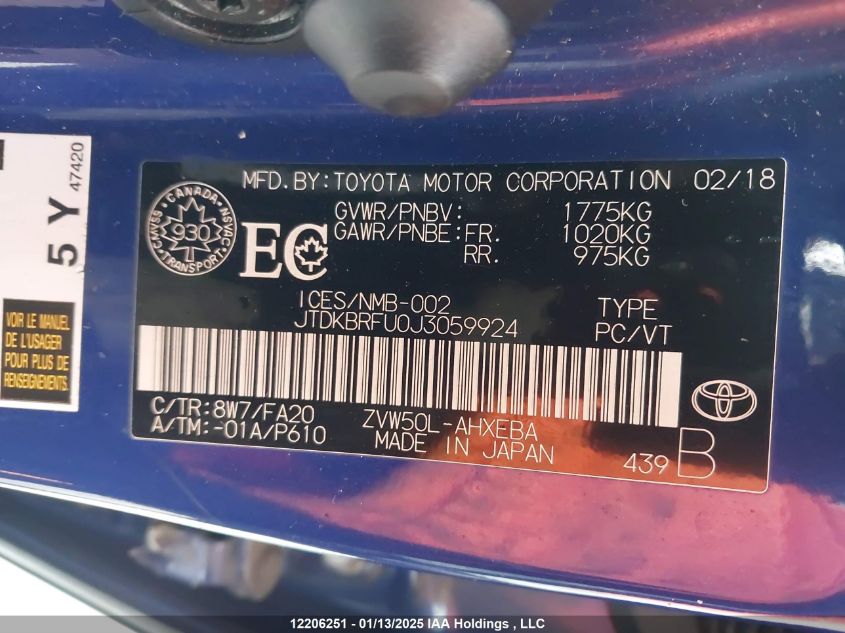 MFD.BY:TOYOTA MOTOR CORPORATION 02/18
GVWR/PNBV: 1775KG
GAWR/PNBE:FR. 1020KG
RR. 975KG
CANADA
CMVSS NSVAC
930
TRANSPORT
EC
ICES/NMB-002
JTDKBRFU0J3059924
TYPE
PC/VT
C/TR:8W7/FA20
A/TM:-01A/P610
ZVW50L-AHXEBA
MADE IN JAPAN
439 B
5 Y 47420
VOIR LE MANUEL
DE L'USAGER
POUR PLUS DE
RENSEIGNEMENTS.
12206251 - 01/13/2025 IAA Holdings , LLC